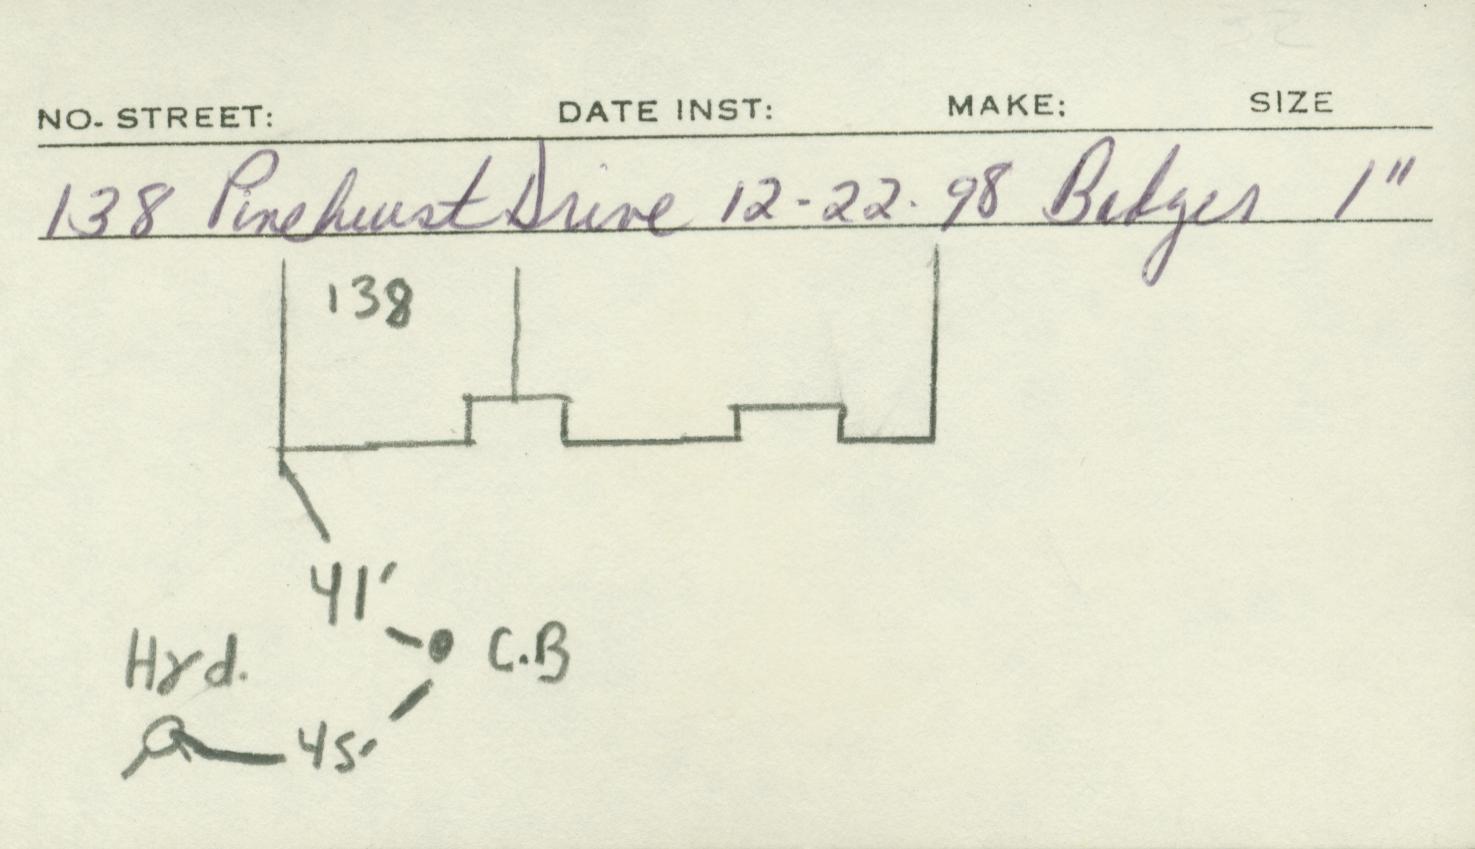 NO. STREET: DATE INST: MAKE: SIZE
138 Pinehurst Drive 12-22-98 Badger 1"
138
41'
Hyd. C.B
45'